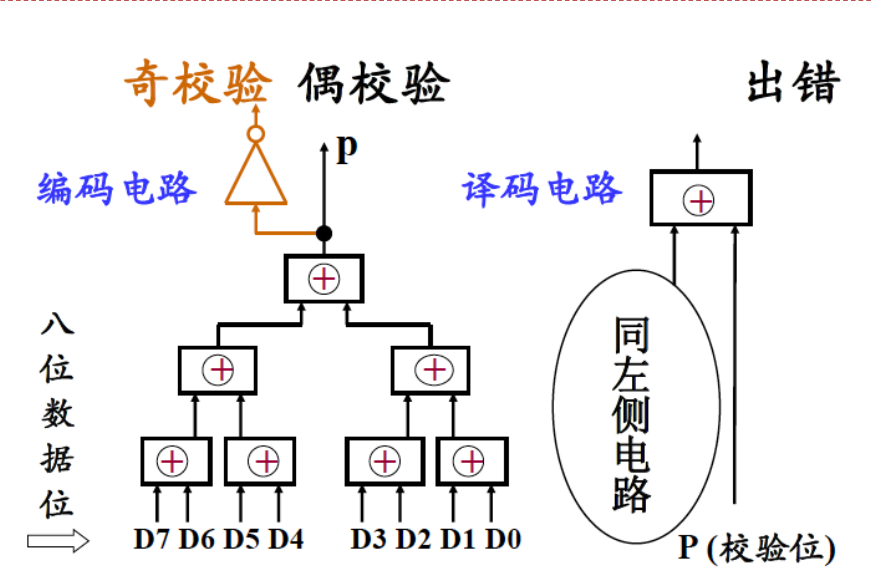 奇校验 偶校验 出错
p
编码电路 译码电路
八位数据位
同左侧电路
D7 D6 D5 D4 D3 D2 D1 D0
P (校验位)